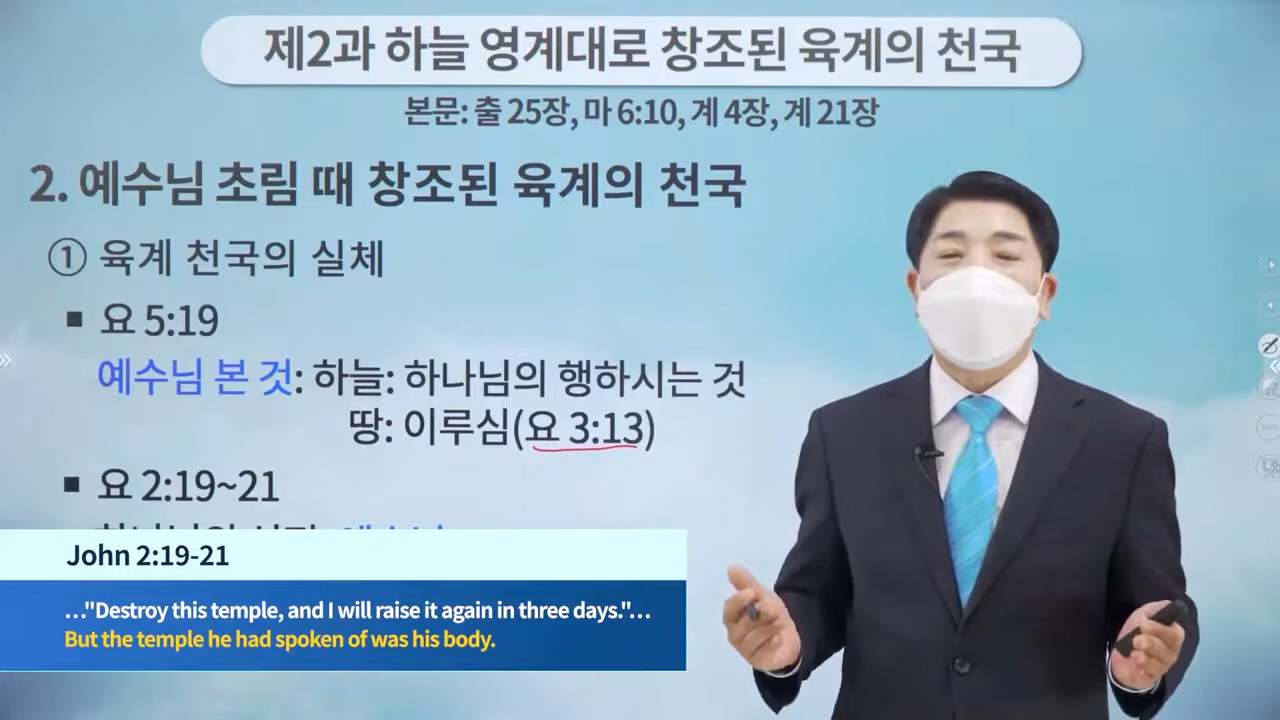 제2과 하늘 영계대로 창조된 육계의 천국
본문: 출 25장, 마 6:10, 계 4장, 계 21장
2. 예수님 초림 때 창조된 육계의 천국
① 육계 천국의 실체
■ 요 5:19
예수님 본 것: 하늘: 하나님의 행하시는 것
땅: 이루심(요 3:13)
■ 요 2:19~21
John 2:19-21
..."Destroy this temple, and I will raise it again in three days."...
But the temple he had spoken of was his body.